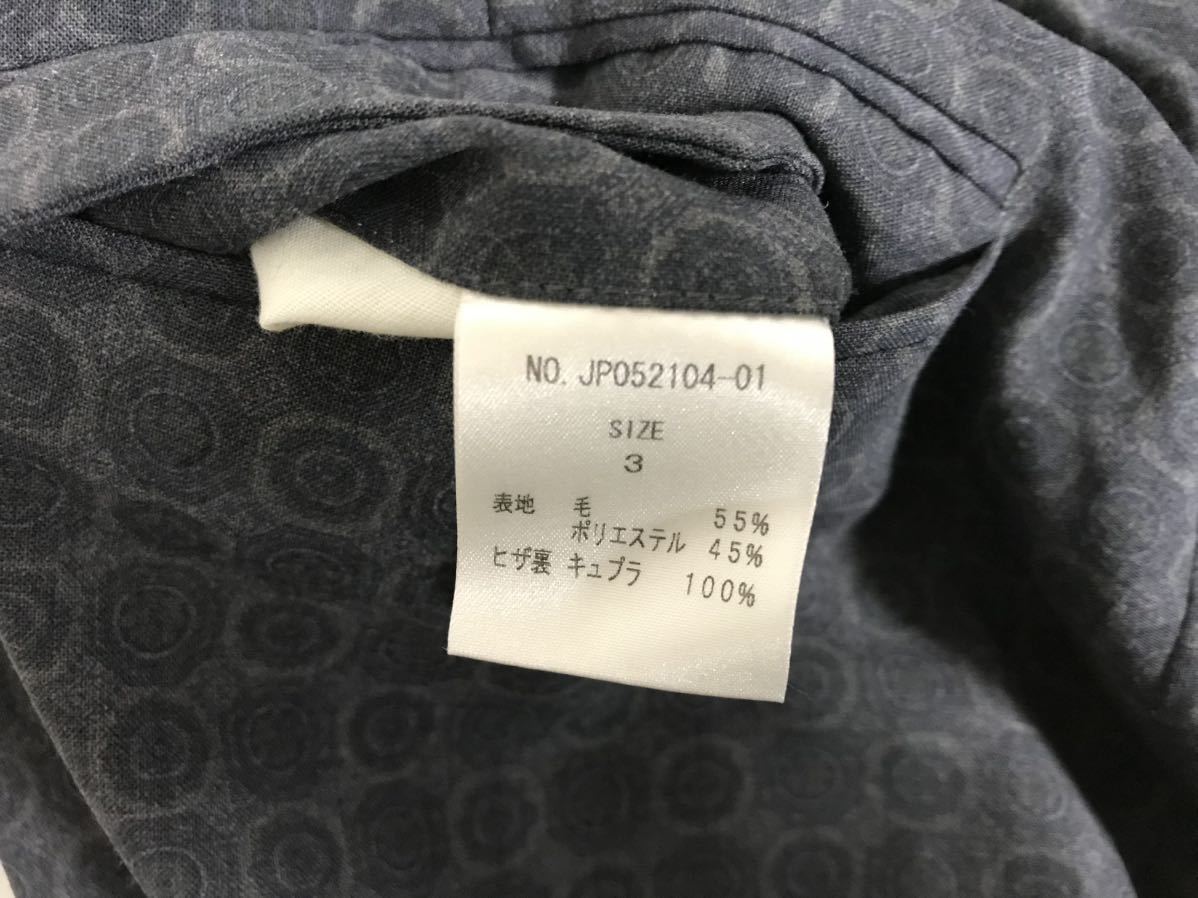 NO. JP052104-01
SIZE
3
表地 毛 55%
ポリエステル 45%
ヒザ裏 キュプラ 100%